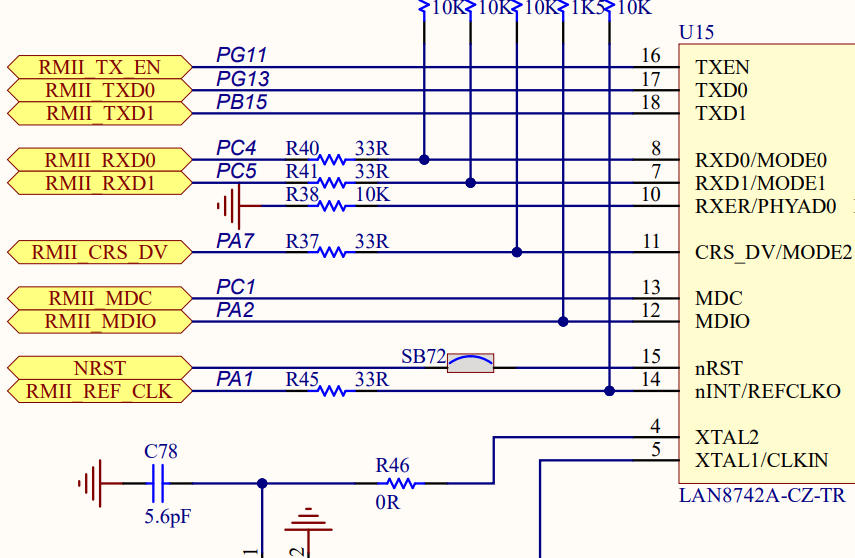 10K 10K 10K 1K5 10K
U15
RMII_TX_EN PG11 16 TXEN
RMII_TXD0 PG13 17 TXD0
RMII_TXD1 PB15 18 TXD1
RMII_RXD0 PC4 R40 33R 8 RXD0/MODE0
RMII_RXD1 PC5 R41 33R 7 RXD1/MODE1
R38 10K 10 RXER/PHYAD0
RMII_CRS_DV PA7 R37 33R 11 CRS_DV/MODE2
RMII_MDC PC1 13 MDC
RMII_MDIO PA2 12 MDIO
NRST SB72 15 nRST
RMII_REF_CLK PA1 R45 33R 14 nINT/REFCLKO
4 XTAL2
5 XTAL1/CLKIN
C78 R46
5.6pF 0R LAN8742A-CZ-TR
1 2